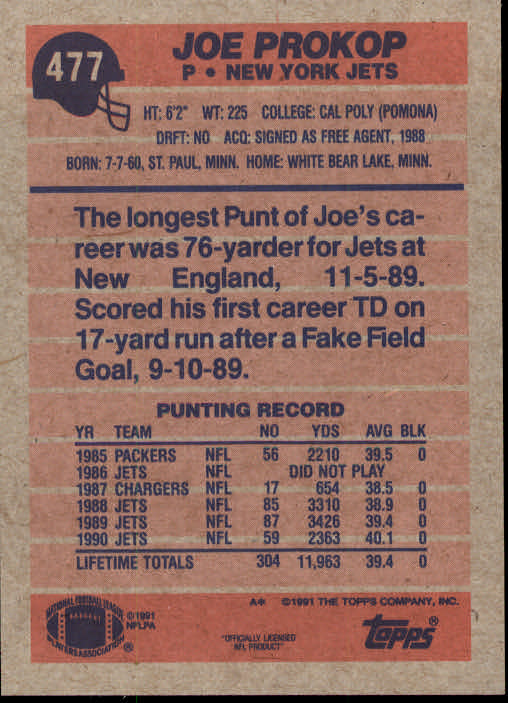 477
JOE PROKOP
P • NEW YORK JETS
HT: 6'2" WT: 225 COLLEGE: CAL POLY (POMONA)
DRFT: NO ACQ: SIGNED AS FREE AGENT, 1988
BORN: 7-7-60, ST. PAUL, MINN. HOME: WHITE BEAR LAKE, MINN.
The longest Punt of Joe's ca-
reer was 76-yarder for Jets at
New England, 11-5-89.
Scored his first career TD on
17-yard run after a Fake Field
Goal, 9-10-89.
PUNTING RECORD
YR TEAM NO YDS AVG BLK
1985 PACKERS NFL 56 2210 39.5 0
1986 JETS NFL DID NOT PLAY
1987 CHARGERS NFL 17 654 38.5 0
1988 JETS NFL 85 3310 38.9 0
1989 JETS NFL 87 3426 39.4 0
1990 JETS NFL 59 2363 40.1 0
LIFETIME TOTALS 304 11,963 39.4 0
A* ©1991 THE TOPPS COMPANY, INC.
NATIONAL FOOTBALL LEAGUE
PLAYERS ASSOCIATION
®
©1991
NFLPA
"OFFICIALLY LICENSED
NFL PRODUCT"
topps®